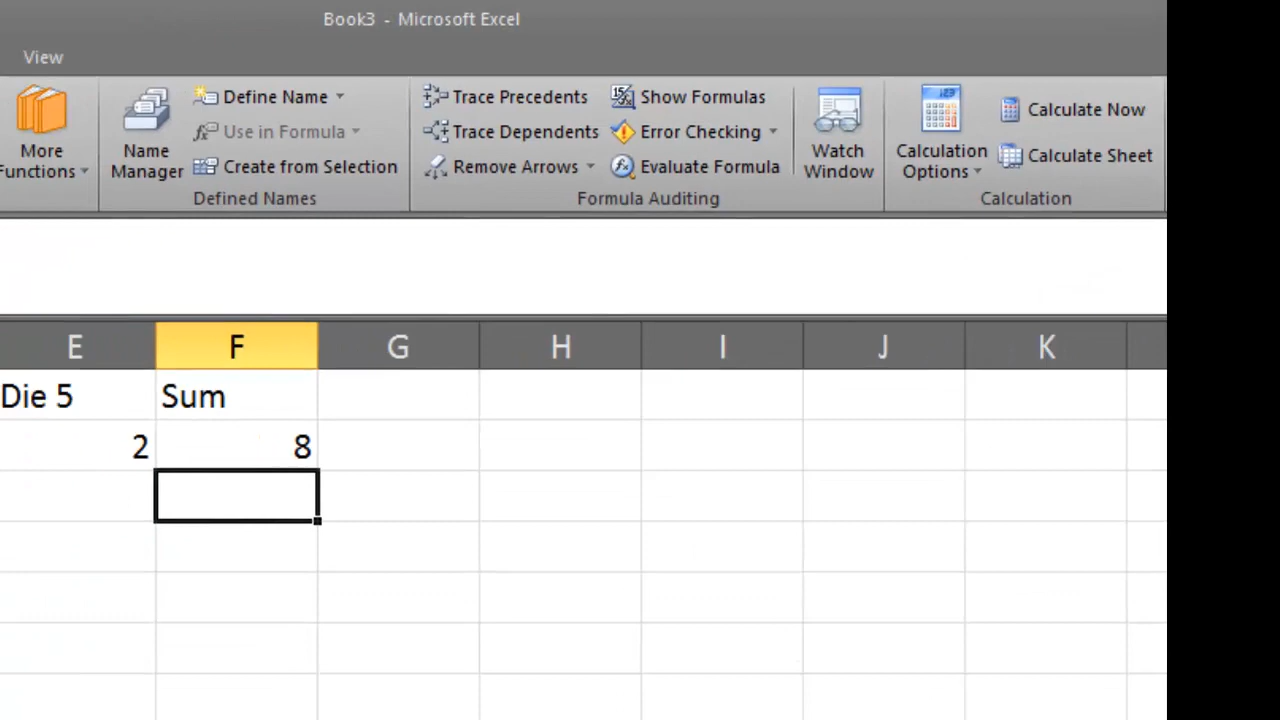 Book3 - Microsoft Excel
View
More Functions
Name Manager
Define Name
Use in Formula
Create from Selection
Defined Names
Trace Precedents
Trace Dependents
Remove Arrows
Show Formulas
Error Checking
Evaluate Formula
Formula Auditing
Watch Window
Calculation Options
Calculate Now
Calculate Sheet
Calculation
E F G H I J K
Die 5 Sum
2 8